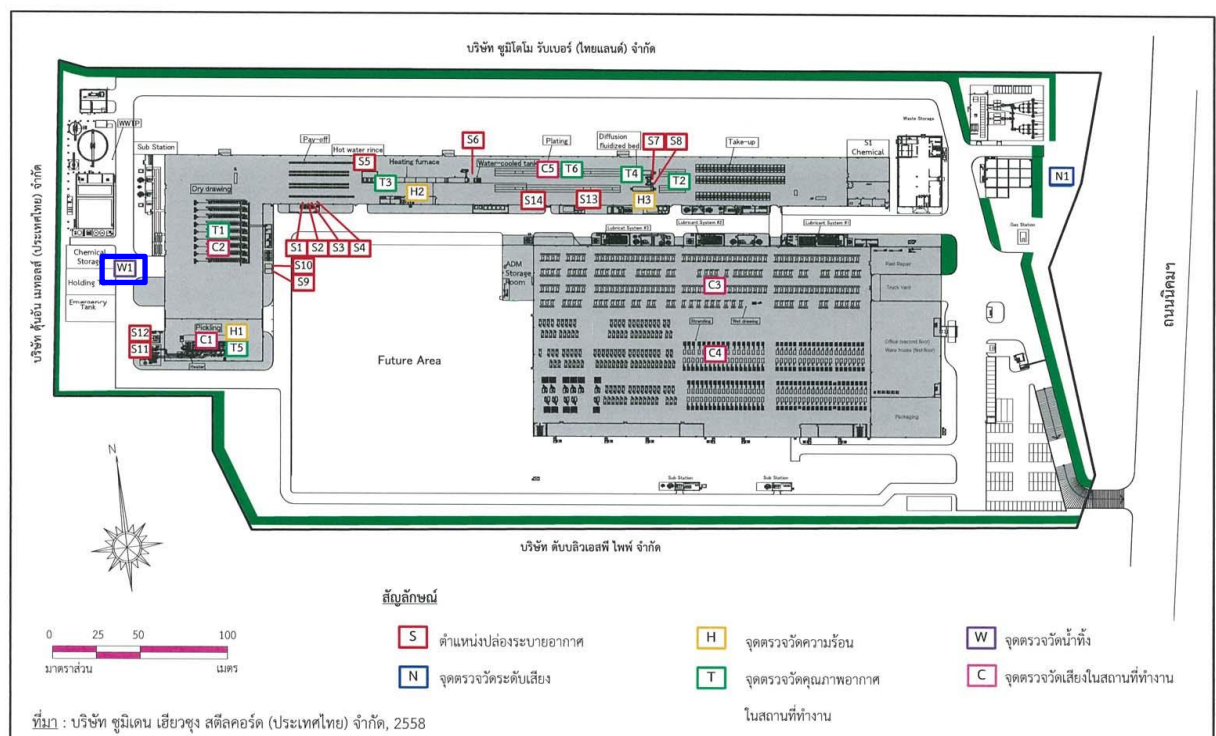 บริษัท ซูมิโตโม รับเบอร์ (ไทยแลนด์) จำกัด
บริษัท คุ้นอัน เมทอลส์ (ประเทศไทย) จำกัด
ถนนนิคมฯ
WWTP
Sub Station
Pay-off
Hot water rince
S5
Heating furnace
S6
Water-cooled tank
Plating
C5
T6
Diffusion
fluidized bed
T4
S7
S8
T2
Take-up
S1
Chemical
Waste Storage
N1
Gas Station
T3
H2
S14
S13
H3
Dry drawing
T1
C2
S1
S2
S3
S4
S10
S9
Chemical
Storage
W1
Holding
Emergency
Tank
S12
S11
Pickling
C1
H1
T5
ADM
Storage
Room
Lubricant System #2
Lubricant System #1
C3
C4
Stranding
Wet drawing
Truck Yard
Office (second floor)
Packaging
Future Area
Sub Station
Sub Station
N
บริษัท ดับบลิวเอสพี ไพพ์ จำกัด
สัญลักษณ์
S ตำแหน่งปล่องระบายอากาศ
H จุดตรวจวัดความร้อน
W จุดตรวจวัดน้ำทิ้ง
N จุดตรวจวัดระดับเสียง
T จุดตรวจวัดคุณภาพอากาศ
ในสถานที่ทำงาน
C จุดตรวจวัดเสียงในสถานที่ทำงาน
0 25 50 100
มาตราส่วน เมตร
ที่มา : บริษัท ซูมิเดน เฮียวซุง สตีลคอร์ด (ประเทศไทย) จำกัด, 2558